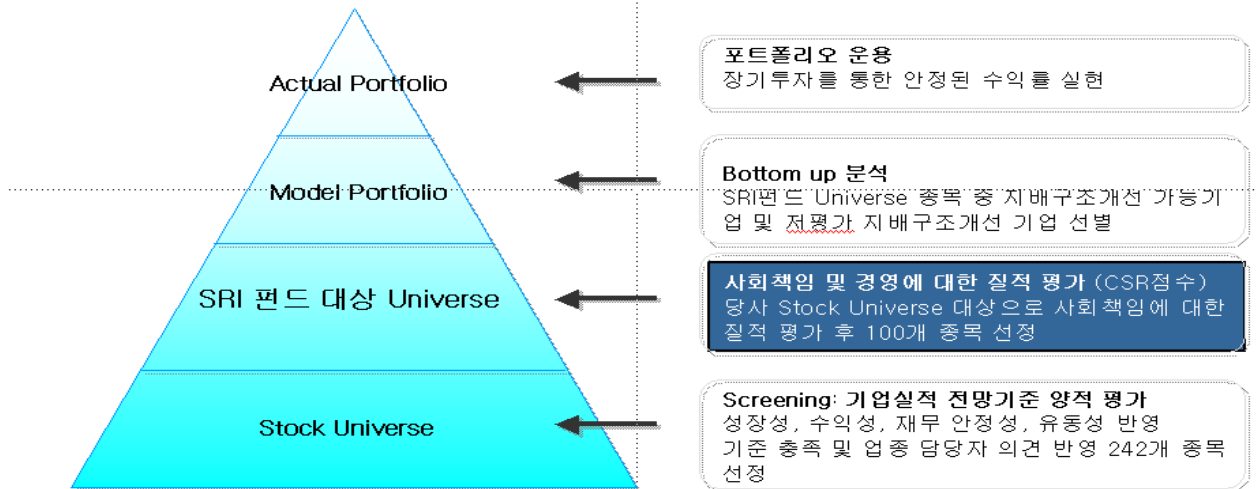 Actual Portfolio
포트폴리오 운용
장기투자를 통한 안정된 수익률 실현
Model Portfolio
Bottom up 분석
SRI펀드 Universe 종목 중 지배구조개선 가능기
업 및 저평가 지배구조개선 기업 선별
SRI 펀드 대상 Universe
사회책임 및 경영에 대한 질적 평가 (CSR점수)
당사 Stock Universe 대상으로 사회책임에 대한
질적 평가 후 100개 종목 선정
Stock Universe
Screening: 기업실적 전망기준 양적 평가
성장성, 수익성, 재무 안정성, 유동성 반영
기준 충족 및 업종 담당자 의견 반영 242개 종목
선정